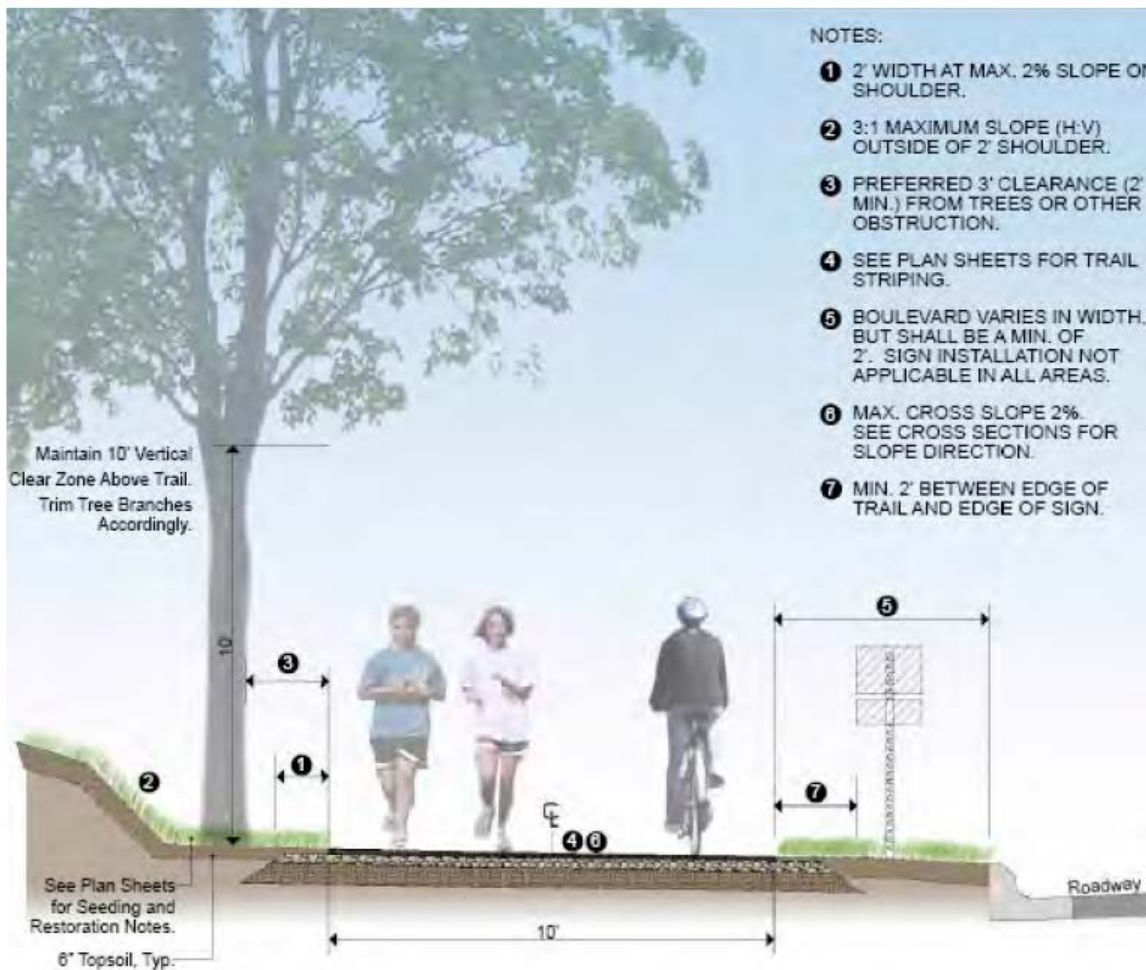 NOTES:
❶ 2' WIDTH AT MAX. 2% SLOPE ON
SHOULDER.
❷ 3:1 MAXIMUM SLOPE (H:V)
OUTSIDE OF 2' SHOULDER.
❸ PREFERRED 3' CLEARANCE (2'
MIN.) FROM TREES OR OTHER
OBSTRUCTION.
❹ SEE PLAN SHEETS FOR TRAIL
STRIPING.
❺ BOULEVARD VARIES IN WIDTH.
BUT SHALL BE A MIN. OF
2'. SIGN INSTALLATION NOT
APPLICABLE IN ALL AREAS.
❻ MAX. CROSS SLOPE 2%.
SEE CROSS SECTIONS FOR
SLOPE DIRECTION.
❼ MIN. 2' BETWEEN EDGE OF
TRAIL AND EDGE OF SIGN.
Maintain 10' Vertical
Clear Zone Above Trail.
Trim Tree Branches
Accordingly.
10'
❸
❺
❶
❷
❼
℄
❹ ❻
See Plan Sheets
for Seeding and
Restoration Notes.
6" Topsoil, Typ.
10'
Roadway